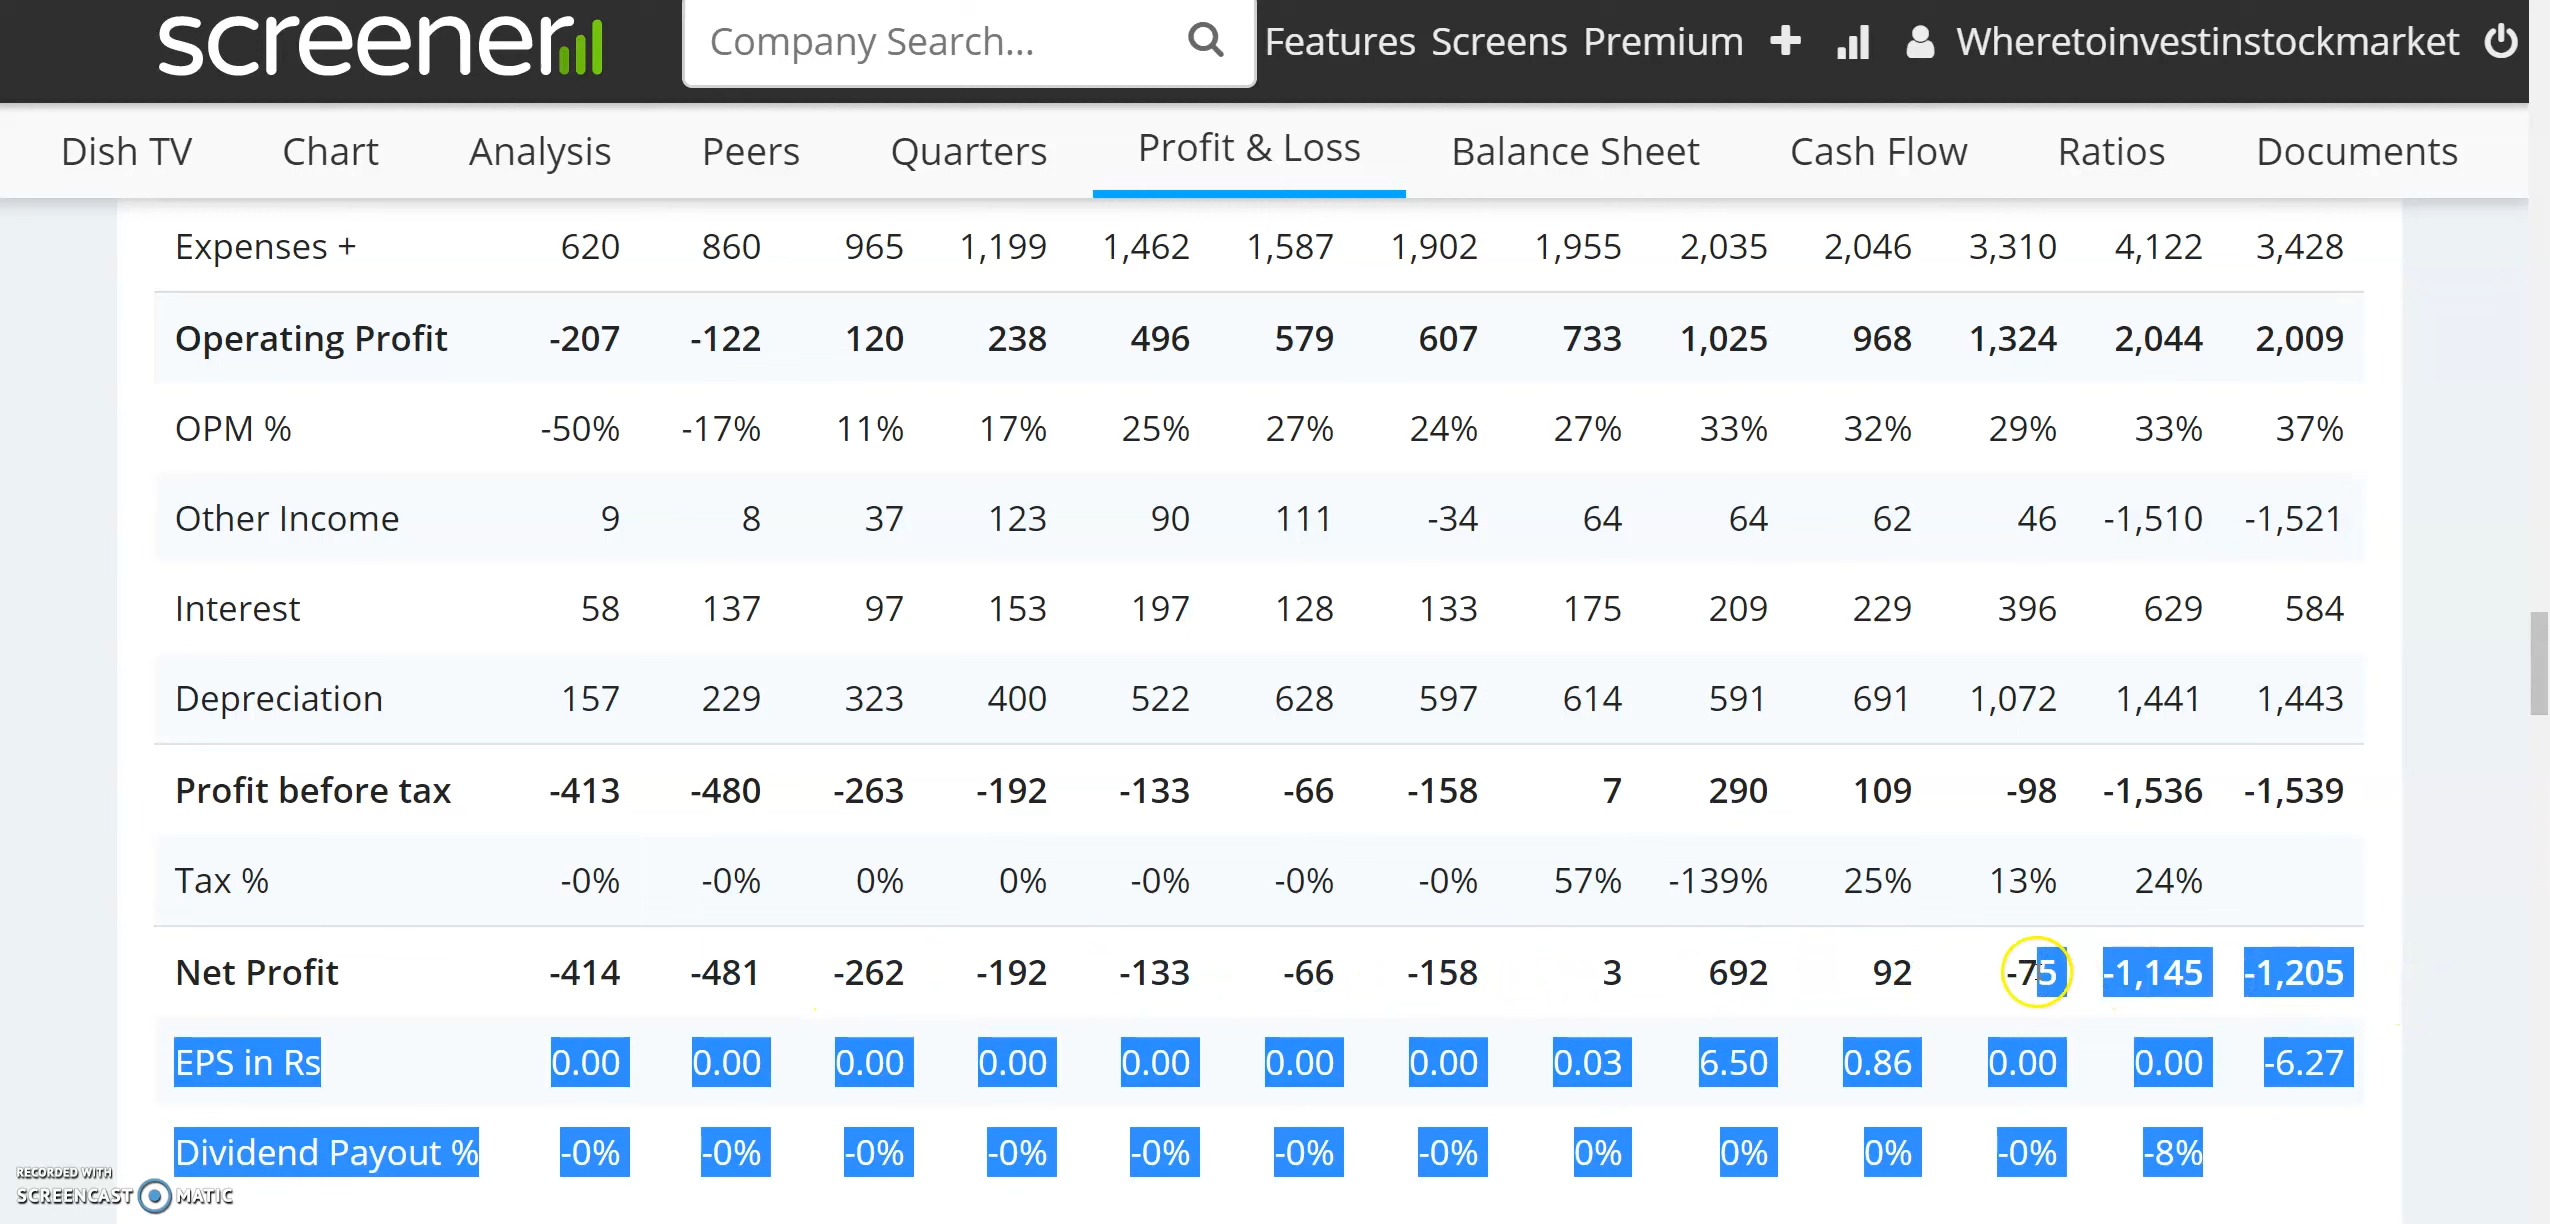 screener Company Search... Features Screens Premium Wheretoinvestinstockmarket
Dish TV Chart Analysis Peers Quarters Profit & Loss Balance Sheet Cash Flow Ratios Documents
Expenses + 620 860 965 1,199 1,462 1,587 1,902 1,955 2,035 2,046 3,310 4,122 3,428
Operating Profit -207 -122 120 238 496 579 607 733 1,025 968 1,324 2,044 2,009
OPM % -50% -17% 11% 17% 25% 27% 24% 27% 33% 32% 29% 33% 37%
Other Income 9 8 37 123 90 111 -34 64 64 62 46 -1,510 -1,521
Interest 58 137 97 153 197 128 133 175 209 229 396 629 584
Depreciation 157 229 323 400 522 628 597 614 591 691 1,072 1,441 1,443
Profit before tax -413 -480 -263 -192 -133 -66 -158 7 290 109 -98 -1,536 -1,539
Tax % -0% -0% 0% 0% -0% -0% -0% 57% -139% 25% 13% 24%
Net Profit -414 -481 -262 -192 -133 -66 -158 3 692 92 -75 -1,145 -1,205
EPS in Rs 0.00 0.00 0.00 0.00 0.00 0.00 0.00 0.03 6.50 0.86 0.00 0.00 -6.27
Dividend Payout % -0% -0% -0% -0% -0% -0% -0% 0% 0% 0% -0% -8%
RECORDED WITH
SCREENCAST MATIC